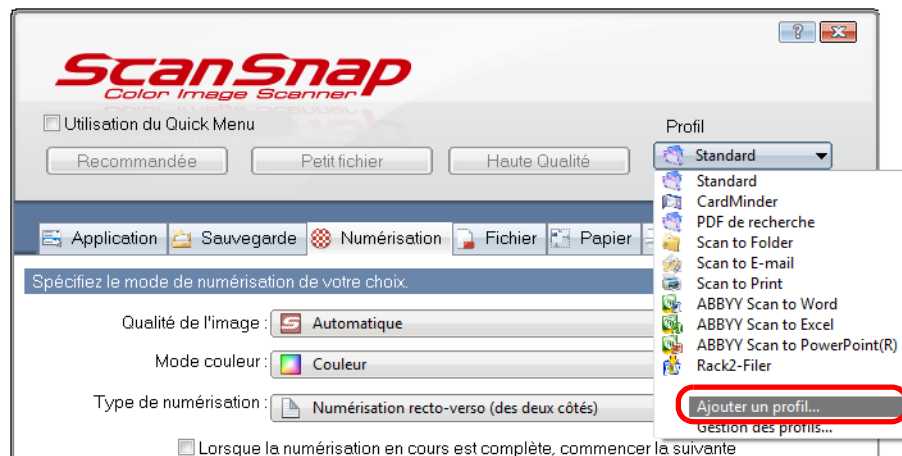 ScanSnap
Color Image Scanner
Utilisation du Quick Menu
Profil
Recommandée
Petit fichier
Haute Qualité
Standard
Standard
CardMinder
PDF de recherche
Scan to Folder
Scan to E-mail
Scan to Print
ABBYY Scan to Word
ABBYY Scan to Excel
ABBYY Scan to PowerPoint(R)
Rack2-Filer
Ajouter un profil...
Gestion des profils...
Application
Sauvegarde
Numérisation
Fichier
Papier
Spécifiez le mode de numérisation de votre choix.
Qualité de l'image :
Automatique
Mode couleur :
Couleur
Type de numérisation :
Numérisation recto-verso (des deux côtés)
Lorsque la numérisation en cours est complète, commencer la suivante